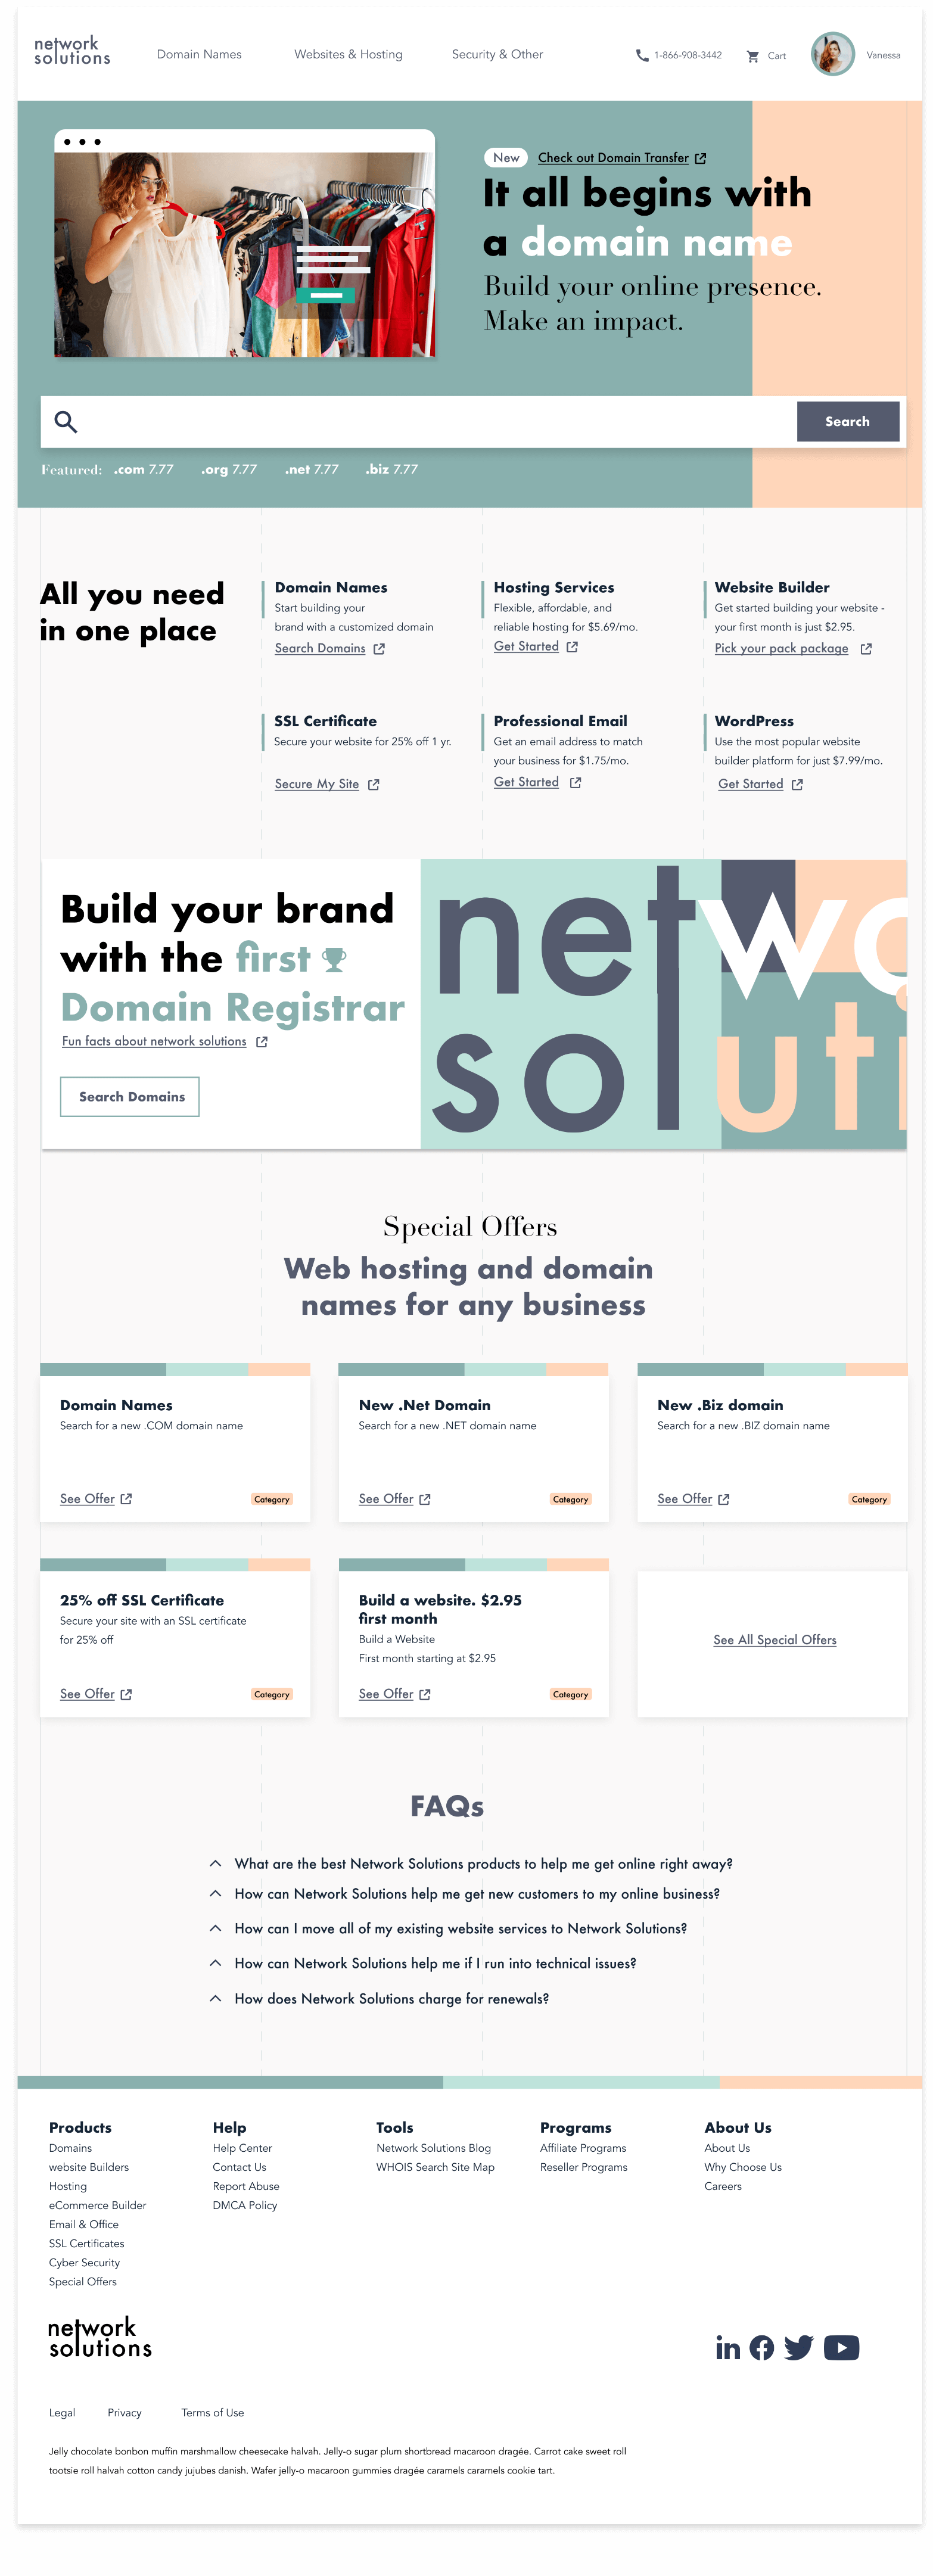 network
solutions
Domain Names
Websites & Hosting
Security & Other
1-866-908-3442
Cart
Vanessa
New
Check out Domain Transfer
It all begins with
a domain name
Build your online presence.
Make an impact.
Search
Featured: .com 7.77 .org 7.77 .net 7.77 .biz 7.77
All you need
in one place
Domain Names
Start building your
brand with a customized domain
Search Domains
Hosting Services
Flexible, affordable, and
reliable hosting for $5.69/mo.
Get Started
Website Builder
Get started building your website -
your first month is just $2.95.
Pick your pack package
SSL Certificate
Secure your website for 25% off 1 yr.
Secure My Site
Professional Email
Get an email address to match
your business for $1.75/mo.
Get Started
WordPress
Use the most popular website
builder platform for just $7.99/mo.
Get Started
Build your brand
with the first
Domain Registrar
Fun facts about network solutions
Search Domains
netwo
soluti
Special Offers
Web hosting and domain
names for any business
Domain Names
Search for a new .COM domain name
See Offer
Category
New .Net Domain
Search for a new .NET domain name
See Offer
Category
New .Biz domain
Search for a new .BIZ domain name
See Offer
Category
25% off SSL Certificate
Secure your site with an SSL certificate
for 25% off
See Offer
Category
Build a website. $2.95
first month
Build a Website
First month starting at $2.95
See Offer
Category
See All Special Offers
FAQs
What are the best Network Solutions products to help me get online right away?
How can Network Solutions help me get new customers to my online business?
How can I move all of my existing website services to Network Solutions?
How can Network Solutions help me if I run into technical issues?
How does Network Solutions charge for renewals?
Products
Domains
website Builders
Hosting
eCommerce Builder
Email & Office
SSL Certificates
Cyber Security
Special Offers
Help
Help Center
Contact Us
Report Abuse
DMCA Policy
Tools
Network Solutions Blog
WHOIS Search Site Map
Programs
Affiliate Programs
Reseller Programs
About Us
About Us
Why Choose Us
Careers
network
solutions
in
Legal
Privacy
Terms of Use
Jelly chocolate bonbon muffin marshmallow cheesecake halvah. Jelly-o sugar plum shortbread macaroon dragée. Carrot cake sweet roll
tootsie roll halvah cotton candy jujubes danish. Wafer jelly-o macaroon gummies dragée caramels caramels cookie tart.